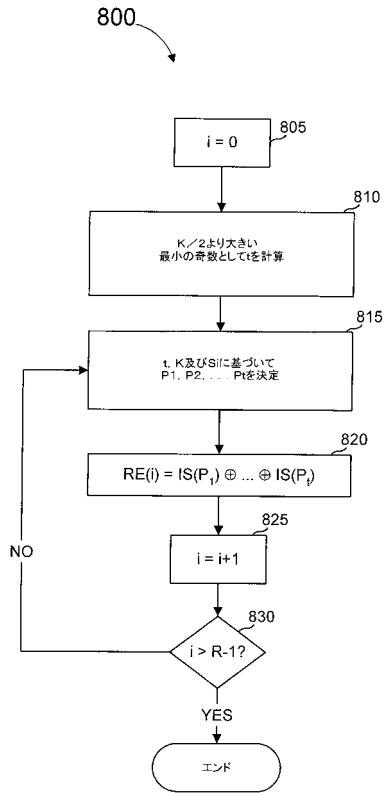 800
805
i = 0
810
K／2より大きい
最小の奇数としてtを計算
815
t, K及びSiに基づいて
P1, P2, . . . Ptを決定
820
RE(i) = IS(P₁) ⊕ ... ⊕ IS(Pₜ)
825
i = i+1
NO
830
i > R-1?
YES
エンド